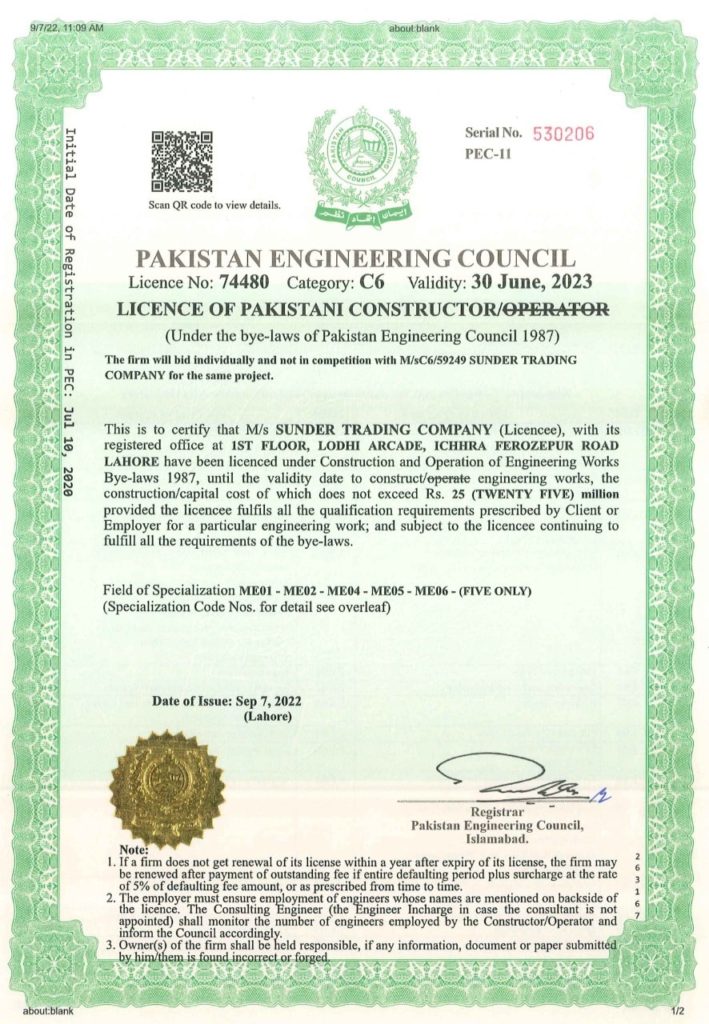 9/7/22, 11:09 AM
about:blank
Initial Date of Registration in PEC: Jul 10, 2020
Scan QR code to view details.
PAKISTAN ENGINEERING
COUNCIL
ایمان اتحاد نظم
Serial No. 530206
PEC-11
PAKISTAN ENGINEERING COUNCIL
Licence No: 74480 Category: C6 Validity: 30 June, 2023
LICENCE OF PAKISTANI CONSTRUCTOR/OPERATOR
(Under the bye-laws of Pakistan Engineering Council 1987)
The firm will bid individually and not in competition with M/sC6/59249 SUNDER TRADING
COMPANY for the same project.
This is to certify that M/s SUNDER TRADING COMPANY (Licencee), with its
registered office at 1ST FLOOR, LODHI ARCADE, ICHHRA FEROZEPUR ROAD
LAHORE have been licenced under Construction and Operation of Engineering Works
Bye-laws 1987, until the validity date to construct/operate engineering works, the
construction/capital cost of which does not exceed Rs. 25 (TWENTY FIVE) million
provided the licencee fulfils all the qualification requirements prescribed by Client or
Employer for a particular engineering work; and subject to the licencee continuing to
fulfill all the requirements of the bye-laws.
Field of Specialization ME01 - ME02 - ME04 - ME05 - ME06 - (FIVE ONLY)
(Specialization Code Nos. for detail see overleaf)
Date of Issue: Sep 7, 2022
(Lahore)
Registrar
Pakistan Engineering Council,
Islamabad.
Note:
1. If a firm does not get renewal of its license within a year after expiry of its license, the firm may
be renewed after payment of outstanding fee if entire defaulting period plus surcharge at the rate
of 5% of defaulting fee amount, or as prescribed from time to time.
2. The employer must ensure employment of engineers whose names are mentioned on backside of
the licence. The Consulting Engineer (the Engineer Incharge in case the consultant is not
appointed) shall monitor the number of engineers employed by the Constructor/Operator and
inform the Council accordingly.
3. Owner(s) of the firm shall be held responsible, if any information, document or paper submitted
by him/them is found incorrect or forged.
263167
about:blank
1/2